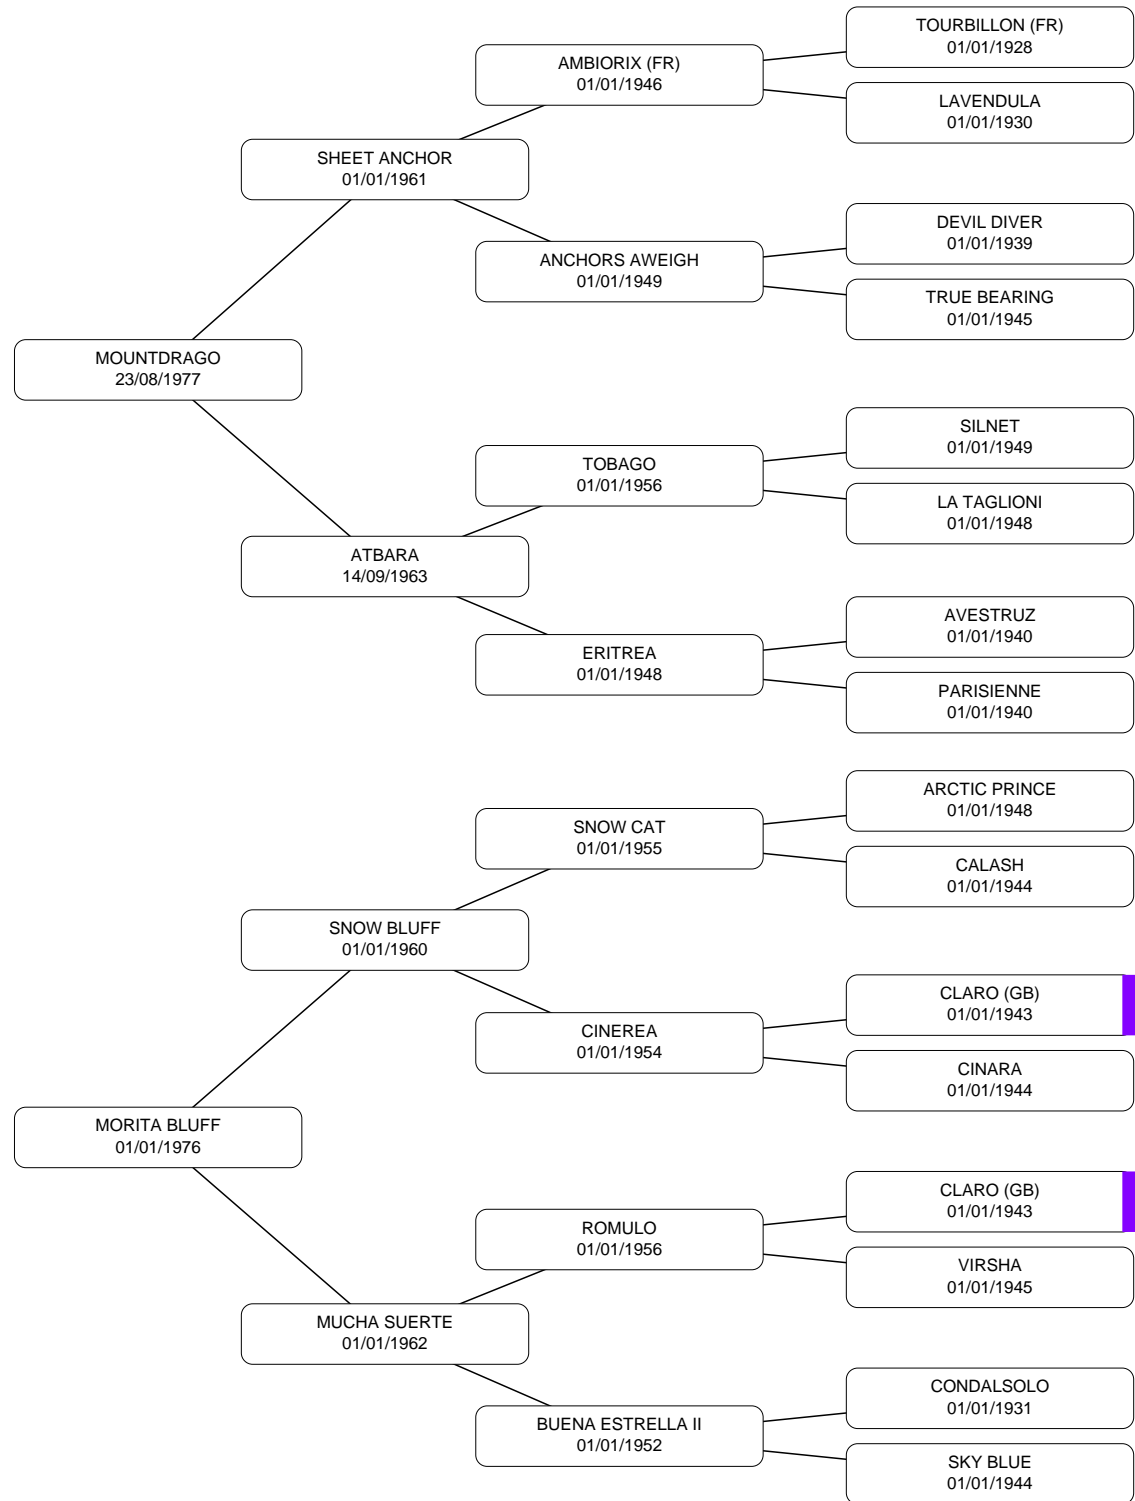 TOURBILLON (FR)
01/01/1928
AMBIORIX (FR)
01/01/1946
LAVENDULA
01/01/1930
SHEET ANCHOR
01/01/1961
DEVIL DIVER
01/01/1939
ANCHORS AWEIGH
01/01/1949
TRUE BEARING
01/01/1945
MOUNTDRAGO
23/08/1977
SILNET
01/01/1949
TOBAGO
01/01/1956
LA TAGLIONI
01/01/1948
ATBARA
14/09/1963
AVESTRUZ
01/01/1940
ERITREA
01/01/1948
PARISIENNE
01/01/1940
ARCTIC PRINCE
01/01/1948
SNOW CAT
01/01/1955
CALASH
01/01/1944
SNOW BLUFF
01/01/1960
CLARO (GB)
01/01/1943
CINEREA
01/01/1954
CINARA
01/01/1944
MORITA BLUFF
01/01/1976
CLARO (GB)
01/01/1943
ROMULO
01/01/1956
VIRSHA
01/01/1945
MUCHA SUERTE
01/01/1962
CONDALSOLO
01/01/1931
BUENA ESTRELLA II
01/01/1952
SKY BLUE
01/01/1944